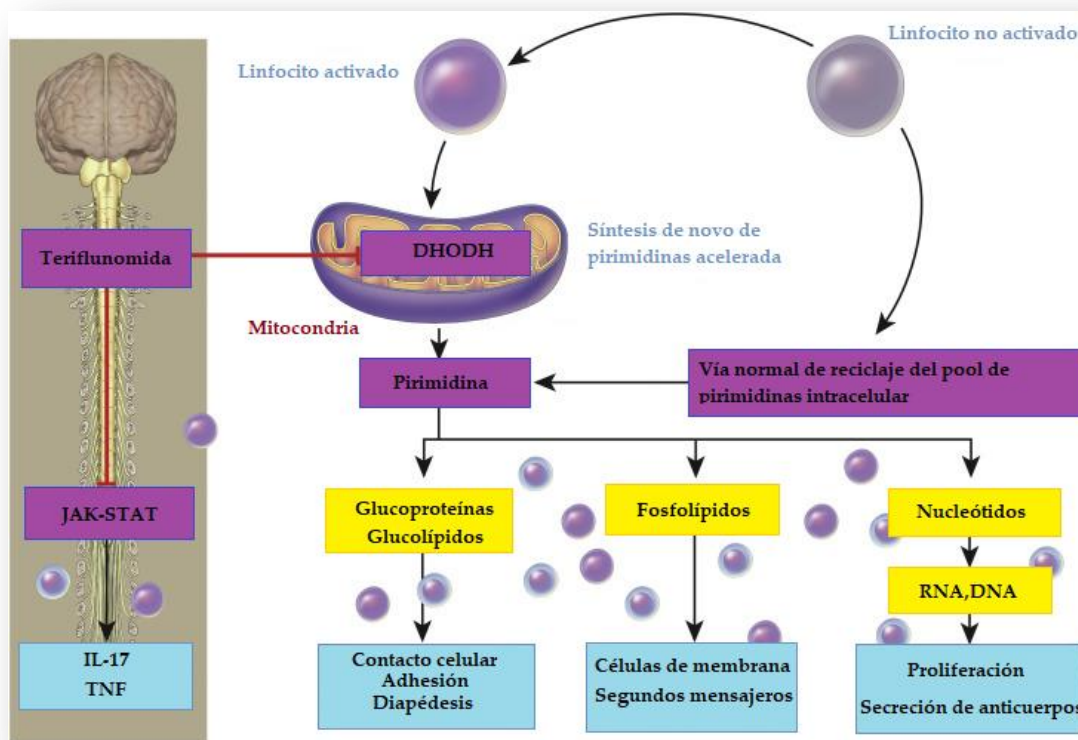 Linfocito no activado
Linfocito activado
Teriflunomida
DHODH
Síntesis de novo de
pirimidinas acelerada
Mitocondria
Pirimidina
Vía normal de reciclaje del pool de
pirimidinas intracelular
JAK-STAT
Glucoproteínas
Glucolípidos
Fosfolípidos
Nucleótidos
RNA,DNA
IL-17
TNF
Contacto celular
Adhesión
Diapédesis
Células de membrana
Segundos mensajeros
Proliferación
Secreción de anticuerpos